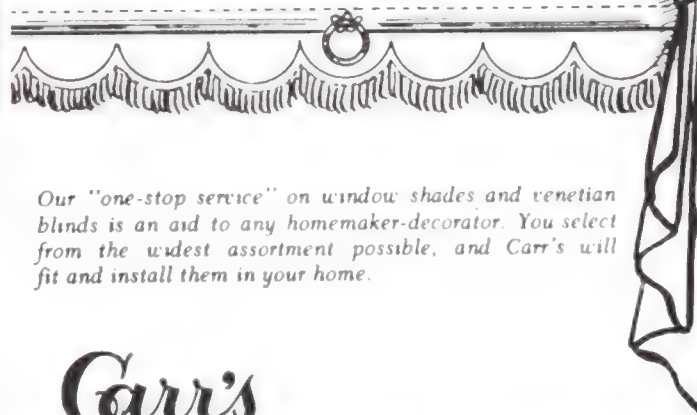 Our "one-stop service" on window shades and venetian
blinds is an aid to any homemaker-decorator. You select
from the widest assortment possible, and Carr's will
fit and install them in your home.
Carr's